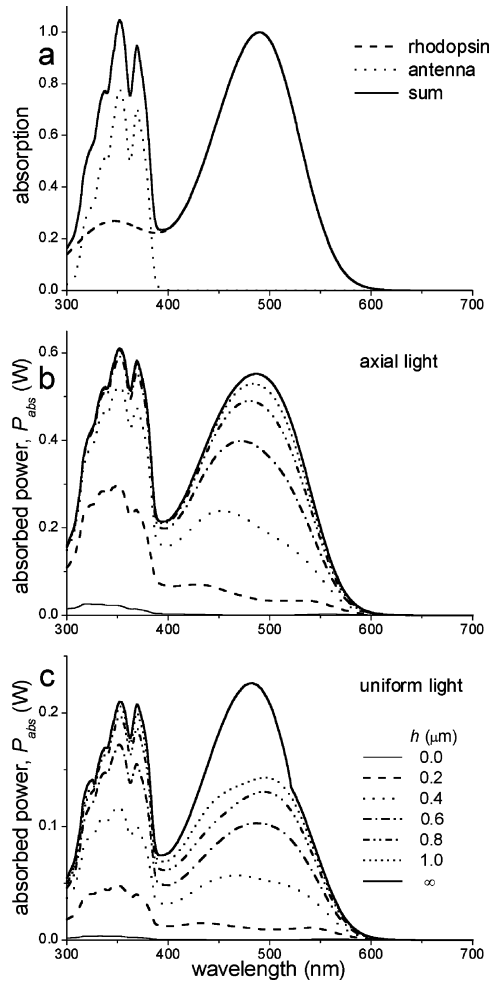 a
1.0
0.8
0.6
0.4
0.2
0.0
absorption
rhodopsin
antenna
sum
300 400 500 600 700
b
axial light
0.6
0.4
0.2
0.0
absorbed power, P_abs (W)
300 400 500 600 700
c
uniform light
0.2
0.1
0.0
absorbed power, P_abs (W)
h (μm)
0.0
0.2
0.4
0.6
0.8
1.0
∞
300 400 500 600 700
wavelength (nm)